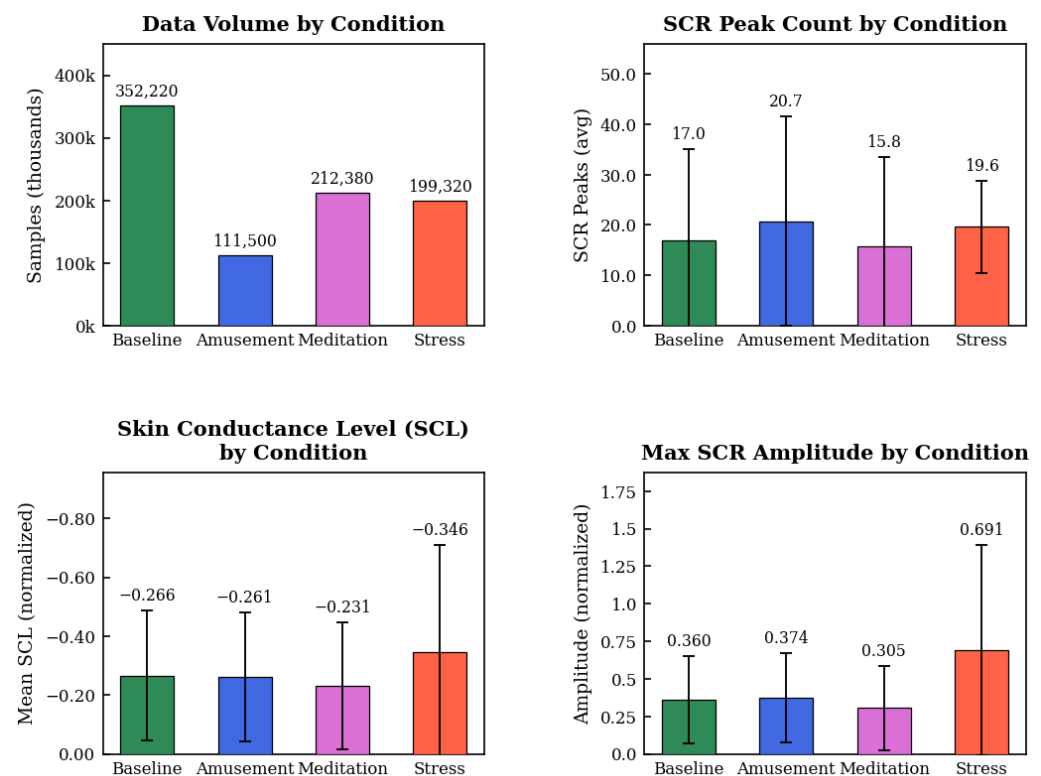 Data Volume by Condition
Samples (thousands)
400k
300k
200k
100k
0k
352,220
111,500
212,380
199,320
Baseline
Amusement
Meditation
Stress
SCR Peak Count by Condition
SCR Peaks (avg)
50.0
40.0
30.0
20.0
10.0
0.0
17.0
20.7
15.8
19.6
Baseline
Amusement
Meditation
Stress
Skin Conductance Level (SCL)
by Condition
Mean SCL (normalized)
−0.80
−0.60
−0.40
−0.20
0.00
−0.266
−0.261
−0.231
−0.346
Baseline
Amusement
Meditation
Stress
Max SCR Amplitude by Condition
Amplitude (normalized)
1.75
1.5
1.25
1.0
0.75
0.5
0.25
0.0
0.360
0.374
0.305
0.691
Baseline
Amusement
Meditation
Stress